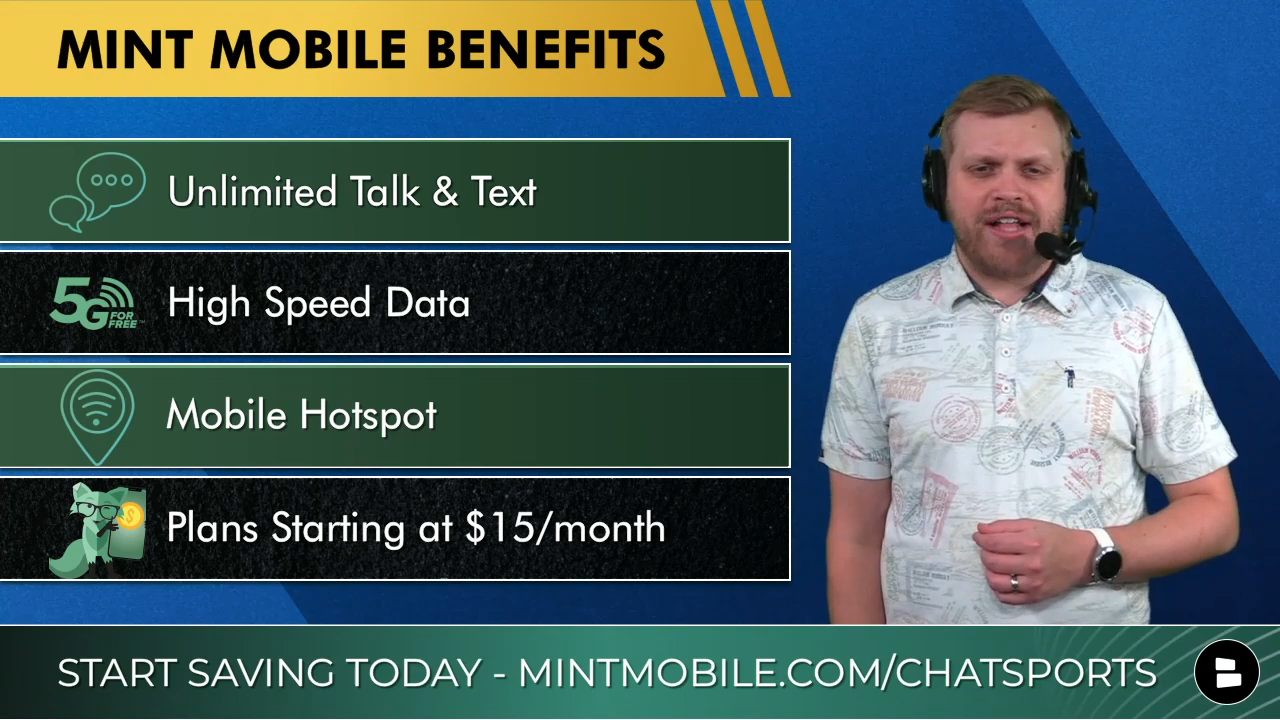 MINT MOBILE BENEFITS
Unlimited Talk & Text
5G FOR FREE™
High Speed Data
Mobile Hotspot
Plans Starting at $15/month
START SAVING TODAY - MINTMOBILE.COM/CHATSPORTS